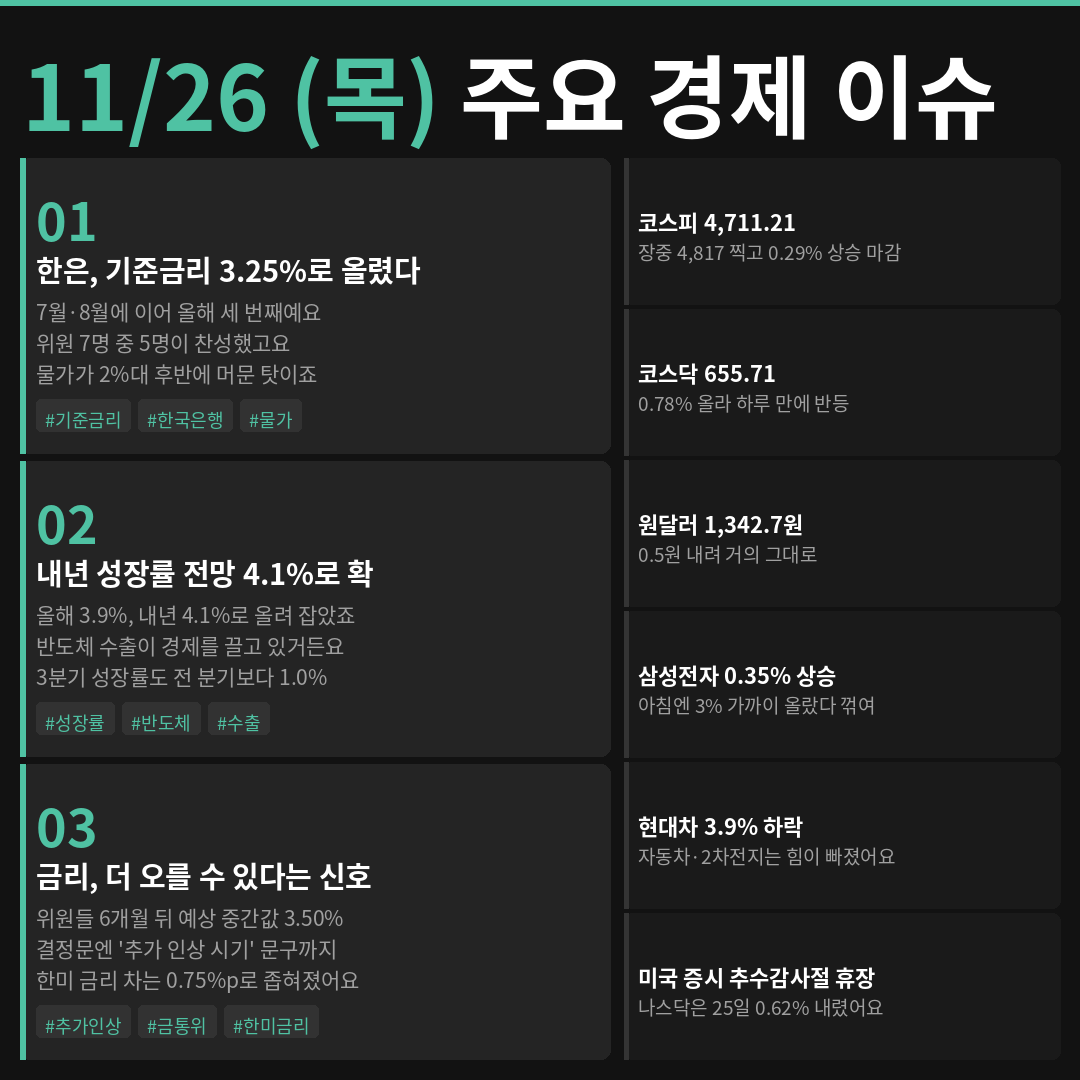 11/26 (목) 주요 경제 이슈
01
한은, 기준금리 3.25%로 올렸다
7월·8월에 이어 올해 세 번째예요
위원 7명 중 5명이 찬성했고요
물가가 2%대 후반에 머문 탓이죠
#기준금리 #한국은행 #물가
02
내년 성장률 전망 4.1%로 확
올해 3.9%, 내년 4.1%로 올려 잡았죠
반도체 수출이 경제를 끌고 있거든요
3분기 성장률도 전 분기보다 1.0%
#성장률 #반도체 #수출
03
금리, 더 오를 수 있다는 신호
위원들 6개월 뒤 예상 중간값 3.50%
결정문엔 '추가 인상 시기' 문구까지
한미 금리 차는 0.75%p로 좁혀졌어요
#추가인상 #금통위 #한미금리
코스피 4,711.21
장중 4,817 찍고 0.29% 상승 마감
코스닥 655.71
0.78% 올라 하루 만에 반등
원달러 1,342.7원
0.5원 내려 거의 그대로
삼성전자 0.35% 상승
아침엔 3% 가까이 올랐다 꺾여
현대차 3.9% 하락
자동차·2차전지는 힘이 빠졌어요
미국 증시 추수감사절 휴장
나스닥은 25일 0.62% 내렸어요